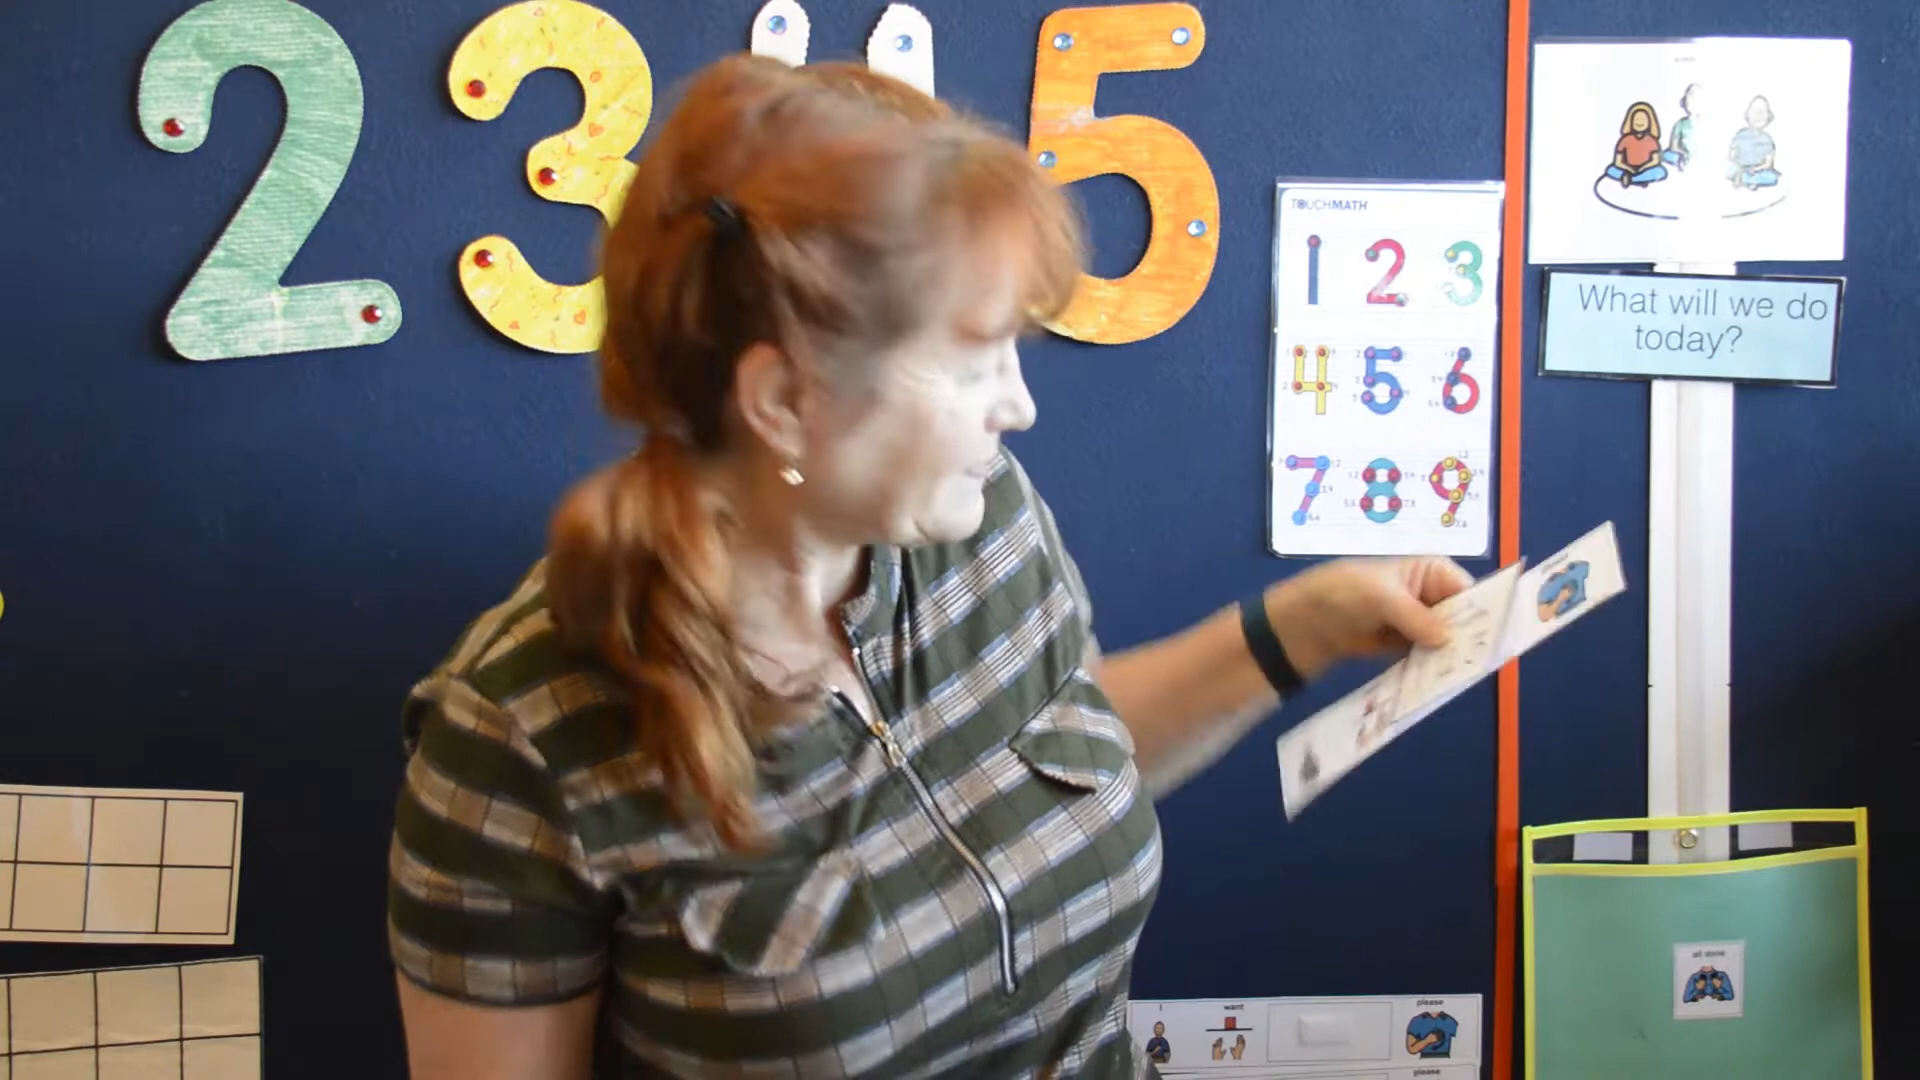 2 3 5
TOUCHMATH
1 2 3
4 5 6
7 8 9
What will we do
today?
all done
I want please
please